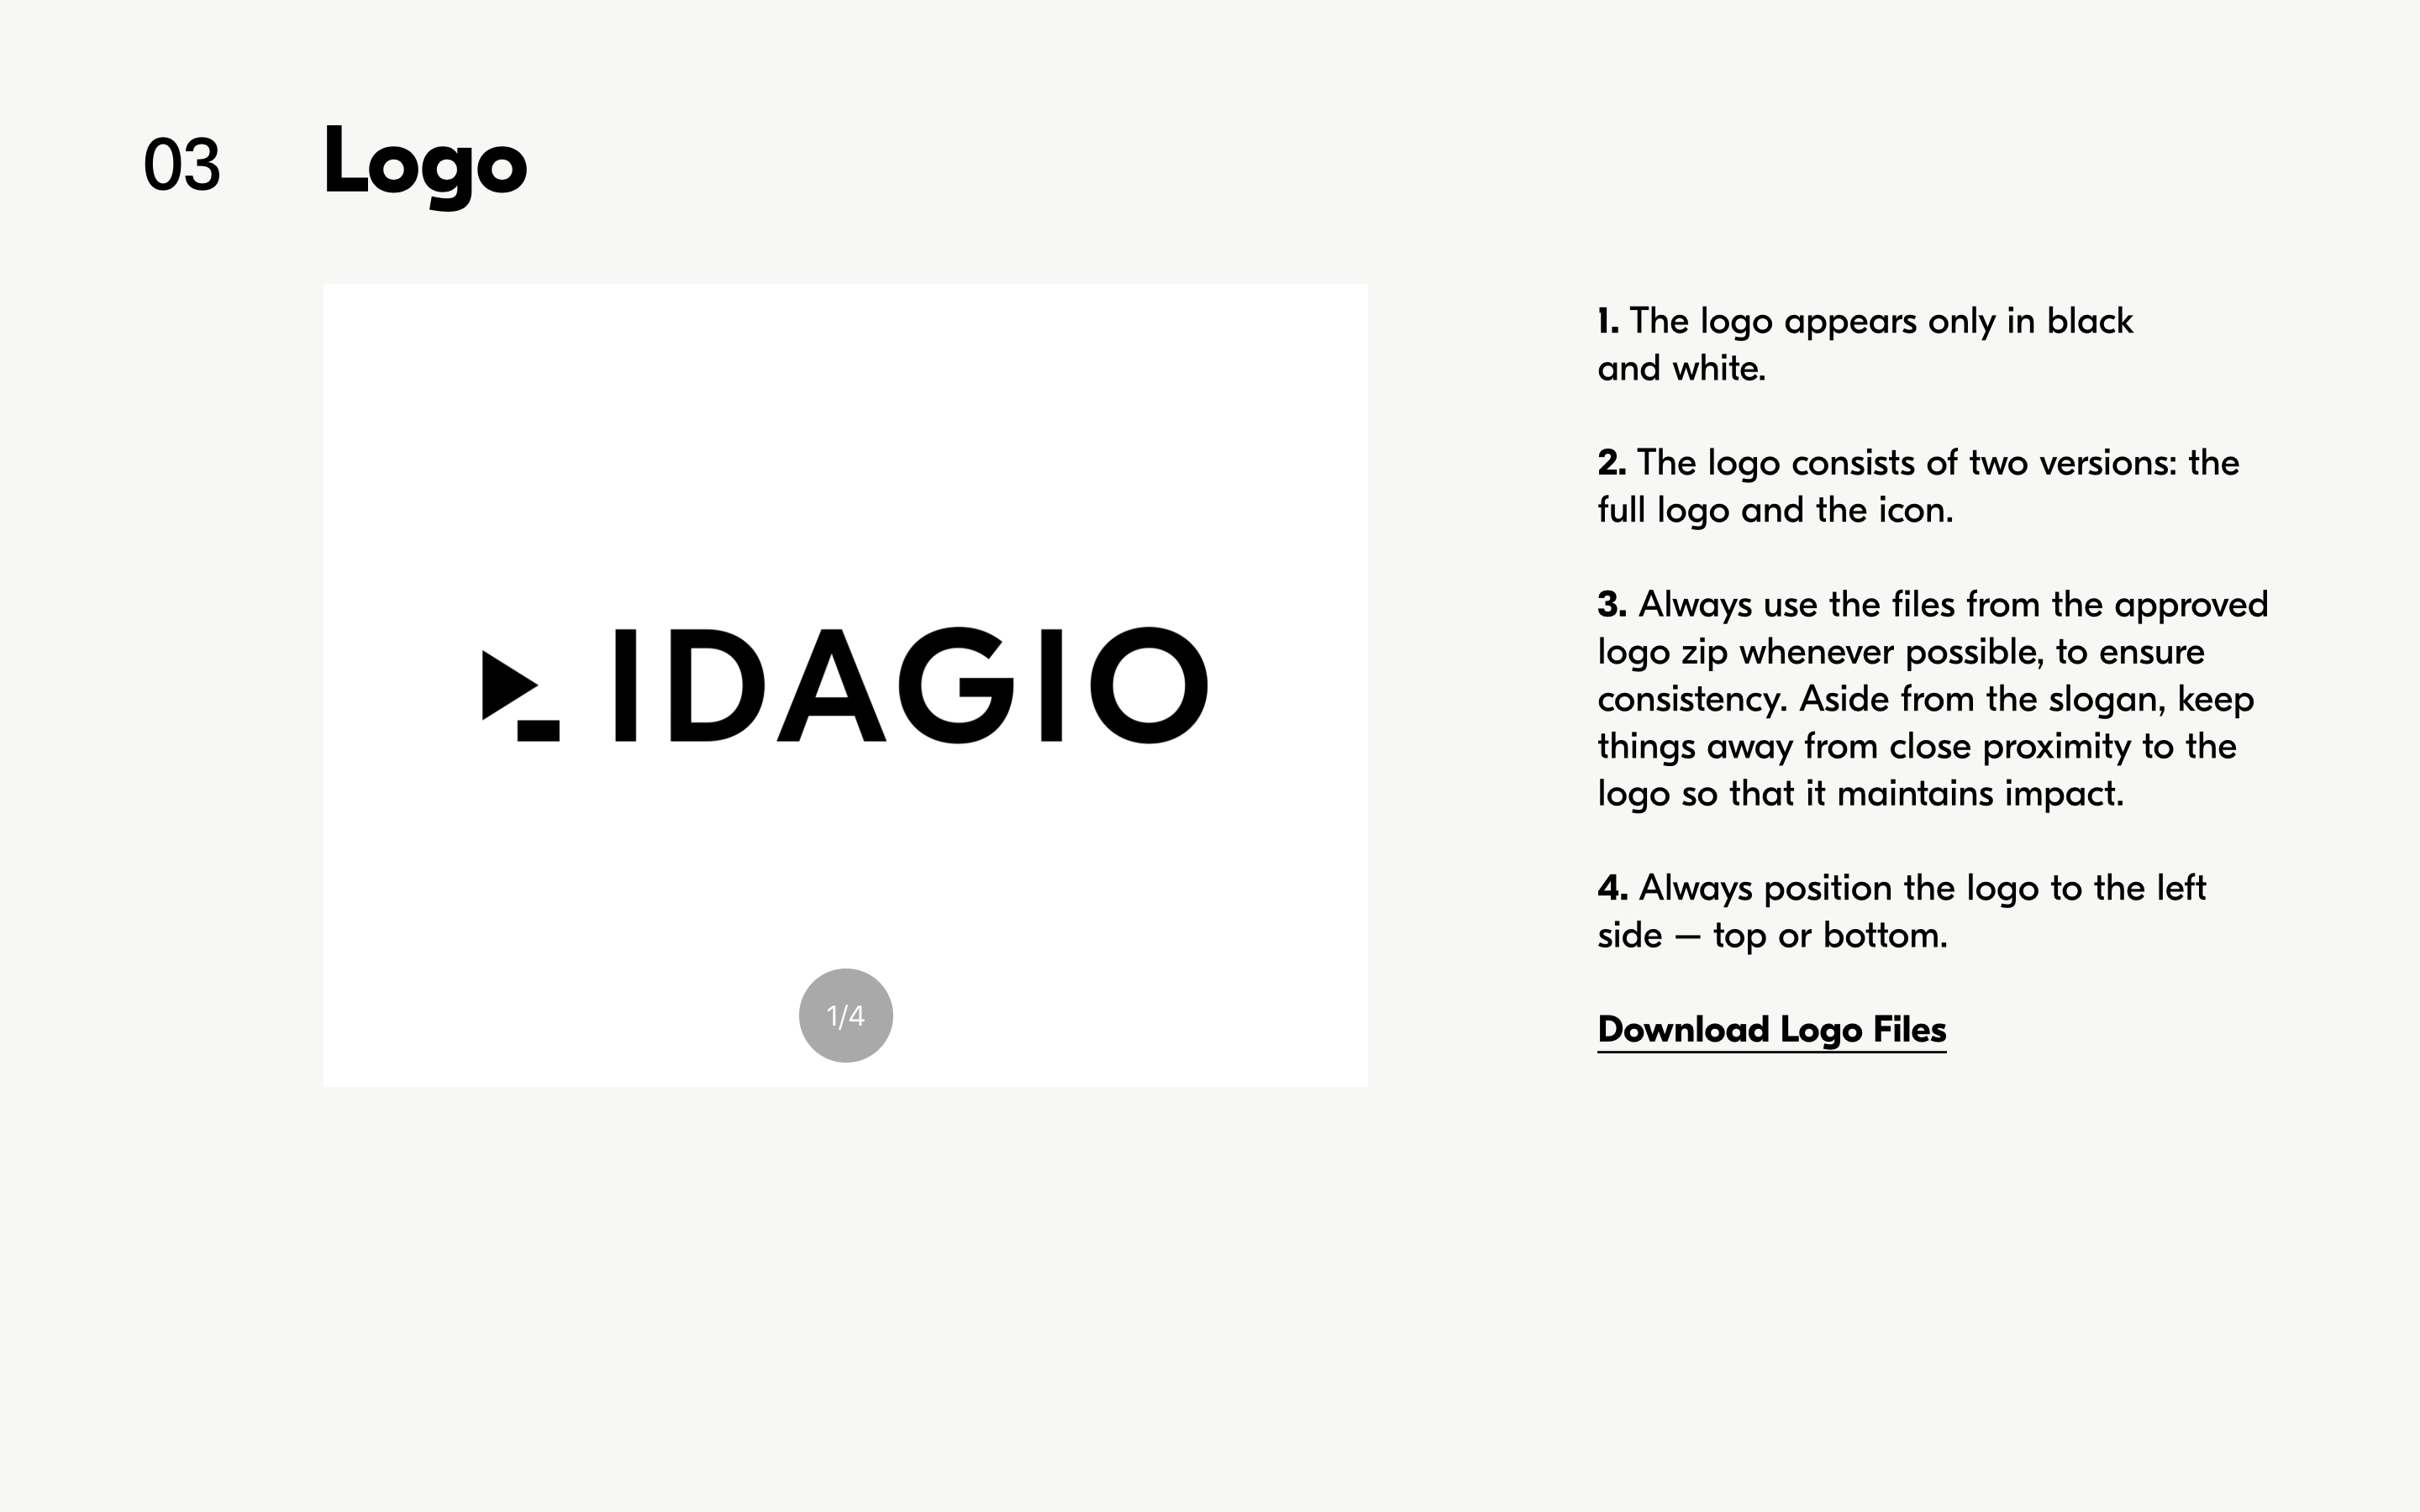 03 Logo
IDAGIO
1/4
1. The logo appears only in black
and white.
2. The logo consists of two versions: the
full logo and the icon.
3. Always use the files from the approved
logo zip whenever possible, to ensure
consistency. Aside from the slogan, keep
things away from close proximity to the
logo so that it maintains impact.
4. Always position the logo to the left
side — top or bottom.
Download Logo Files